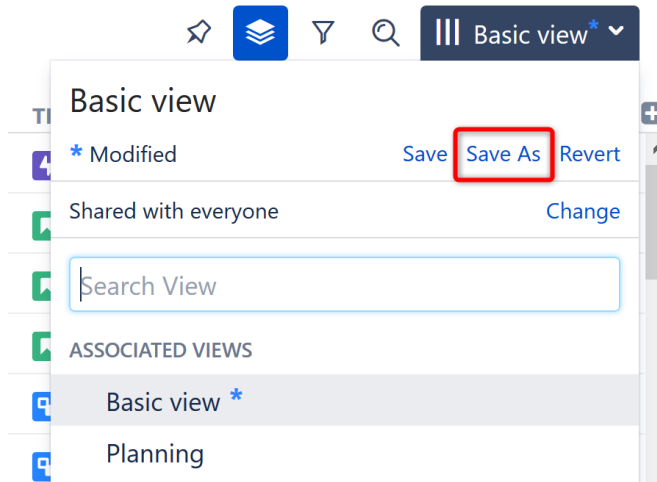 Basic view*
Basic view
* Modified Save Save As Revert
Shared with everyone Change
Search View
ASSOCIATED VIEWS
Basic view *
Planning